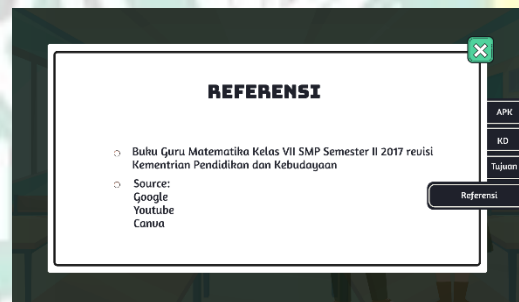 REFERENSI
Buku Guru Matematika Kelas VII SMP Semester II 2017 reuisi
Kementrian Pendidikan dan Kebudayaan
Source:
Google
Youtube
Canva
APK
KD
Tujuan
Referensi